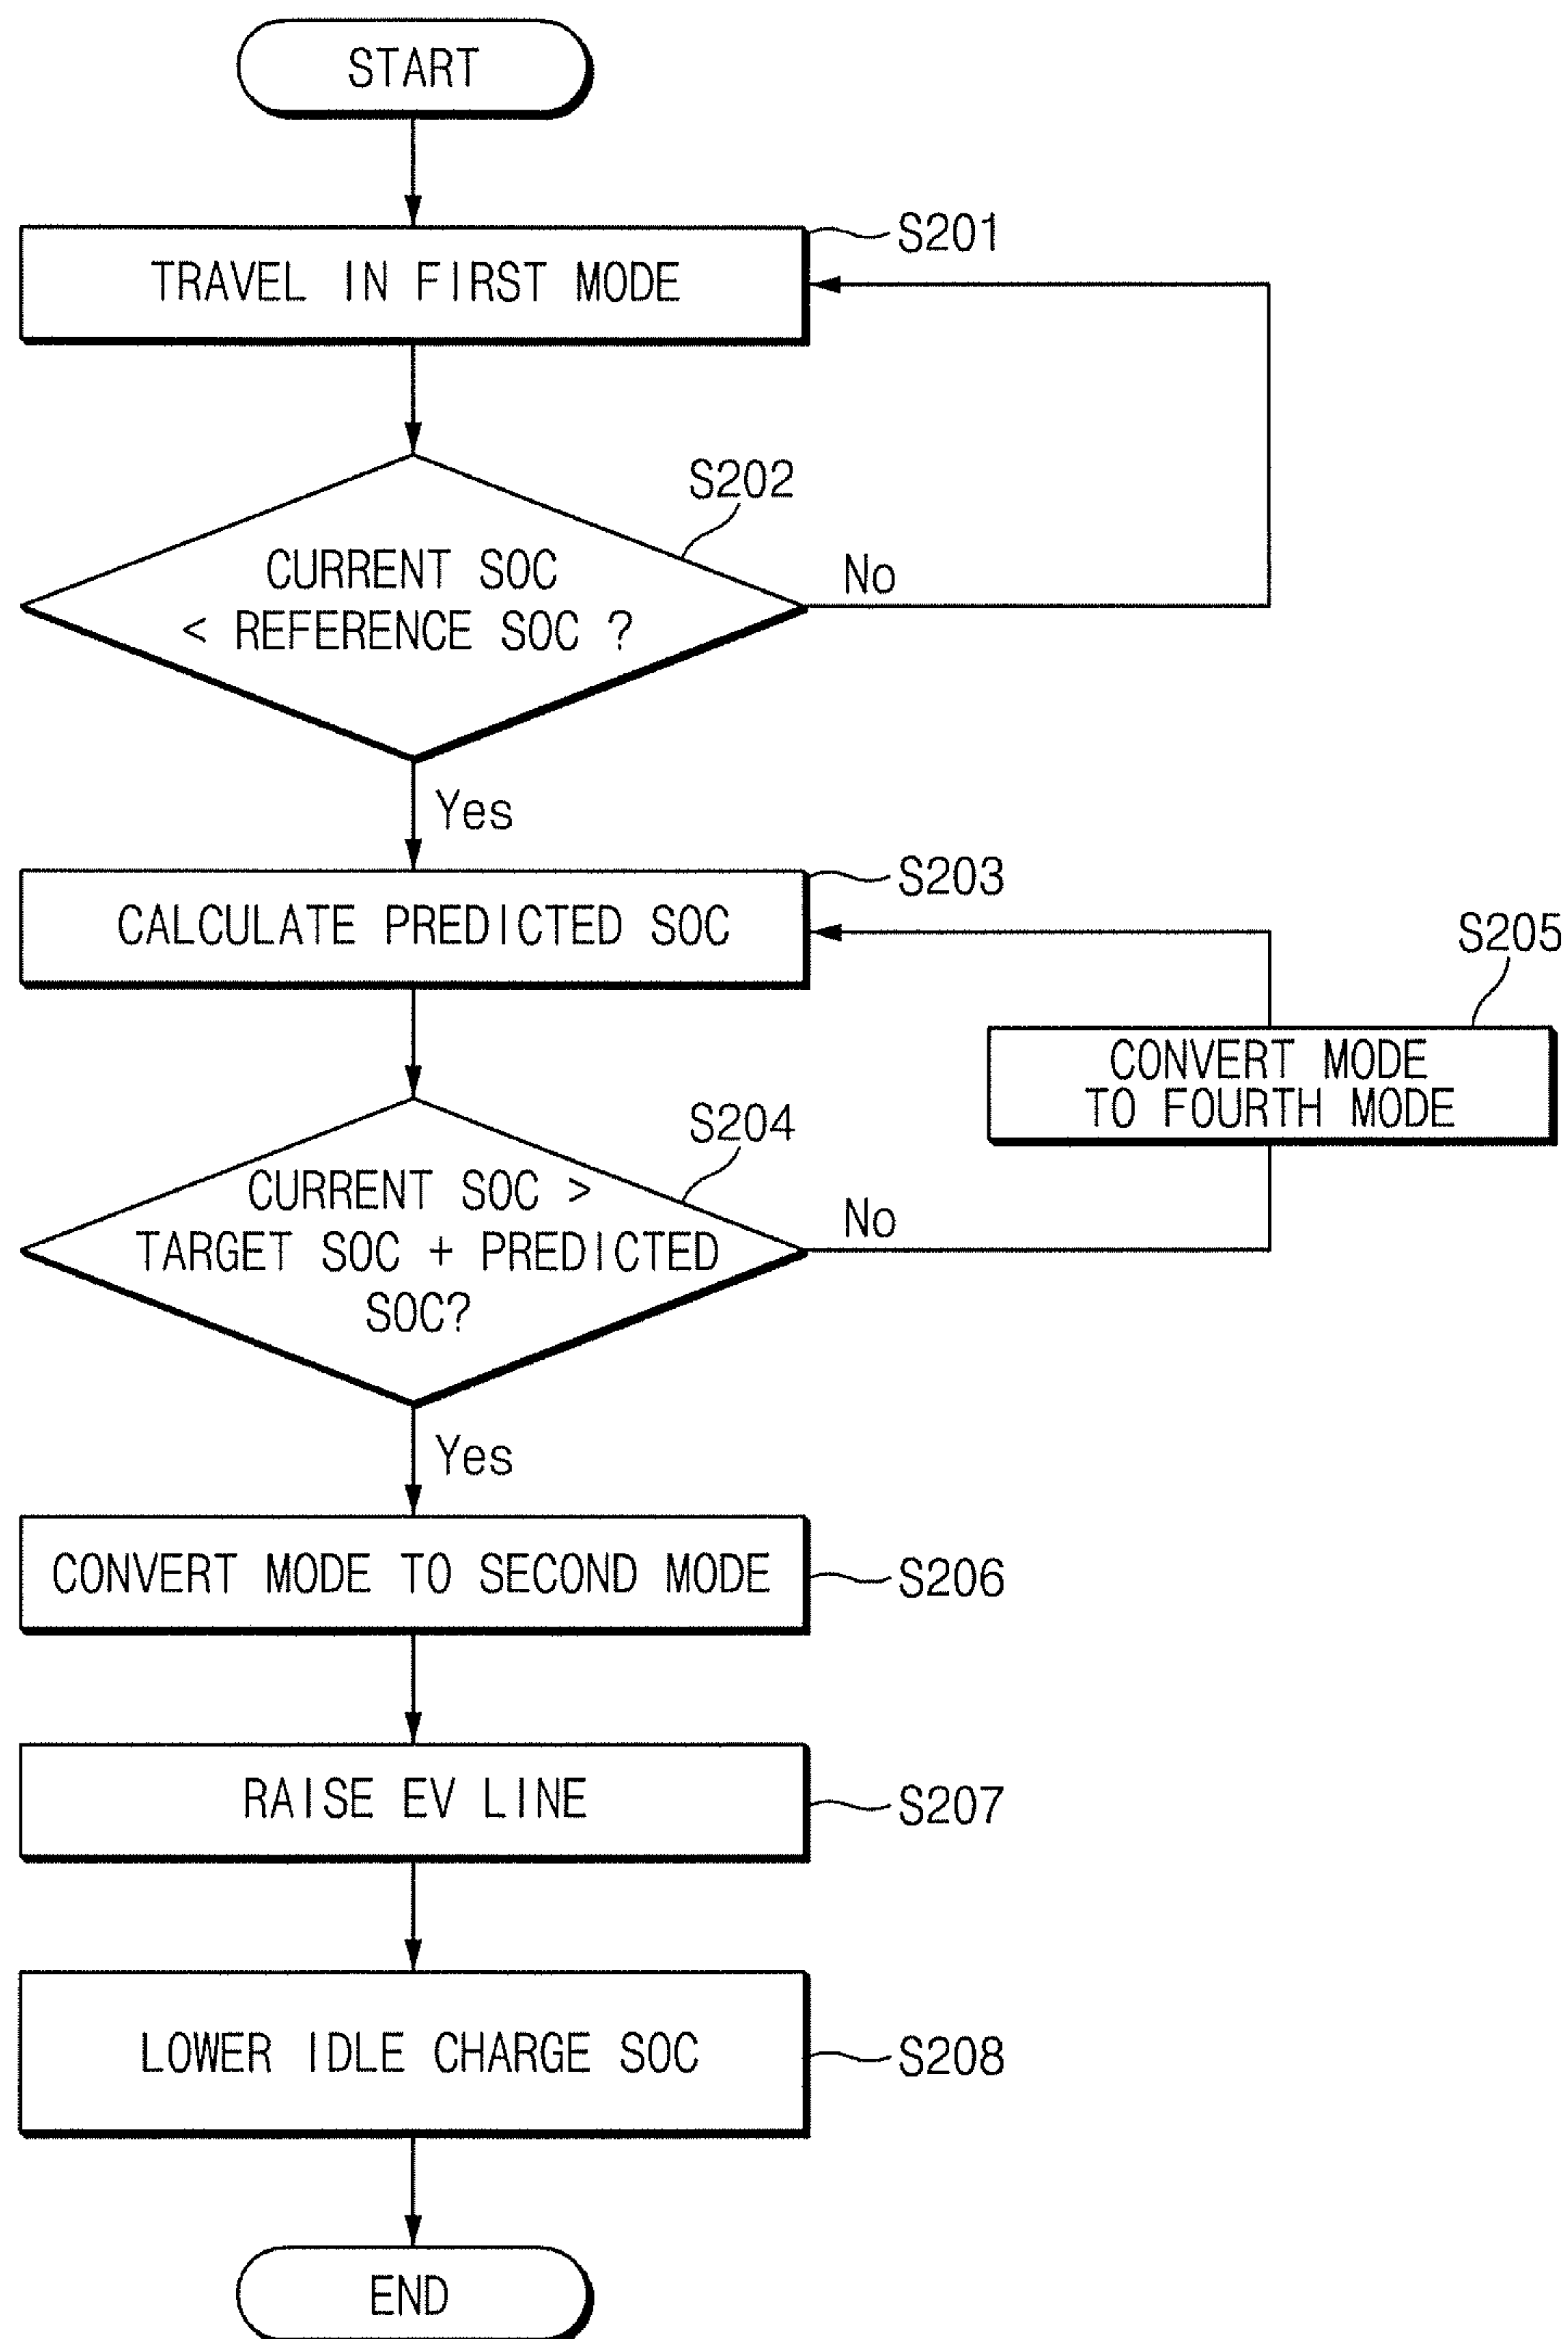 START
S201
TRAVEL IN FIRST MODE
S202
CURRENT SOC
< REFERENCE SOC ?
No
Yes
S203
CALCULATE PREDICTED SOC
S205
CONVERT MODE
TO FOURTH MODE
S204
CURRENT SOC >
TARGET SOC + PREDICTED
SOC?
No
Yes
CONVERT MODE TO SECOND MODE
S206
RAISE EV LINE
S207
LOWER IDLE CHARGE SOC
S208
END